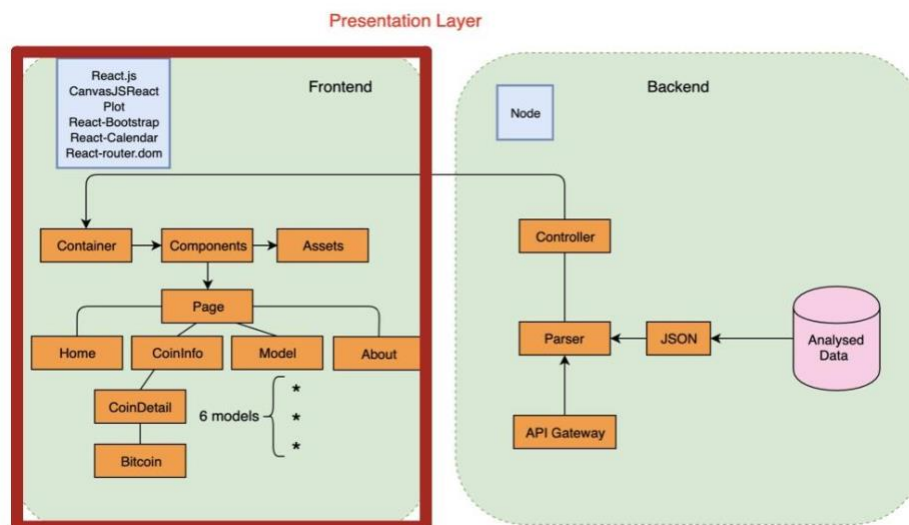 Presentation Layer
React.js
CanvasJSReact
Plot
React-Bootstrap
React-Calendar
React-router.dom
Frontend
Container
Components
Assets
Page
Home
CoinInfo
Model
About
CoinDetail
6 models
*
*
*
Bitcoin
Backend
Node
Controller
Parser
JSON
Analysed
Data
API Gateway